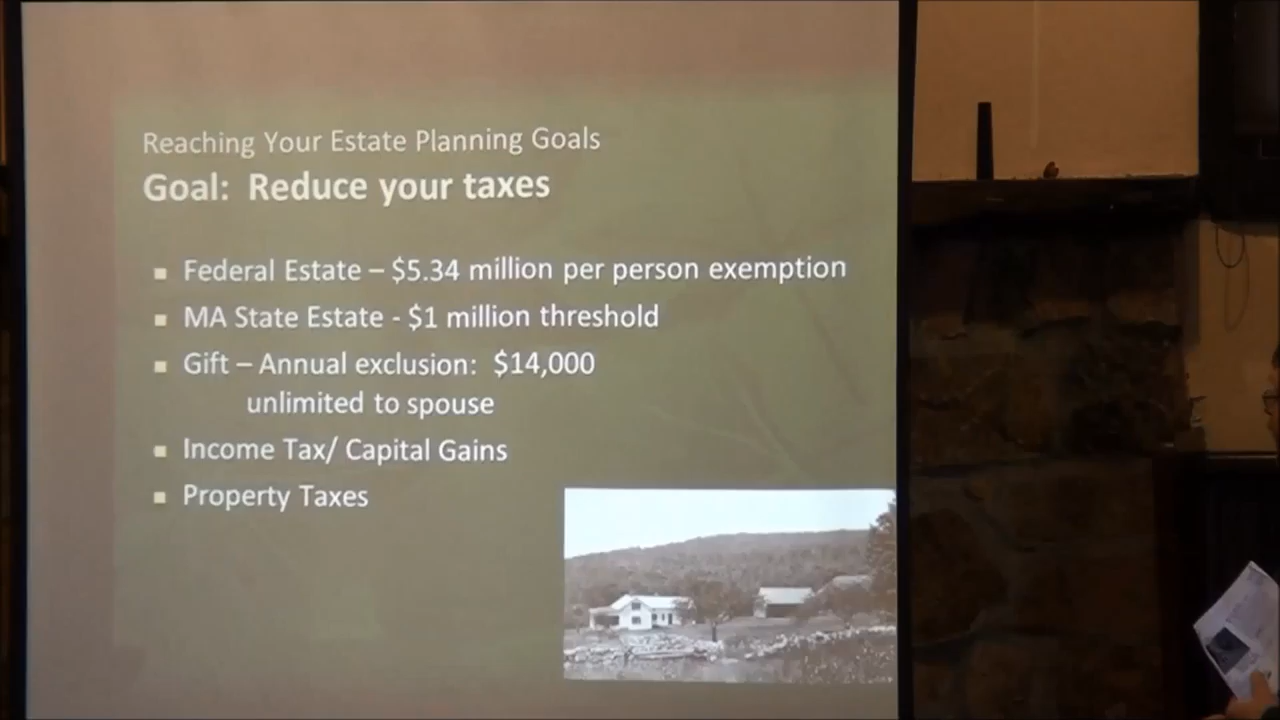 Reaching Your Estate Planning Goals
Goal: Reduce your taxes
▪ Federal Estate – $5.34 million per person exemption
▪ MA State Estate - $1 million threshold
▪ Gift – Annual exclusion: $14,000
unlimited to spouse
▪ Income Tax/ Capital Gains
▪ Property Taxes